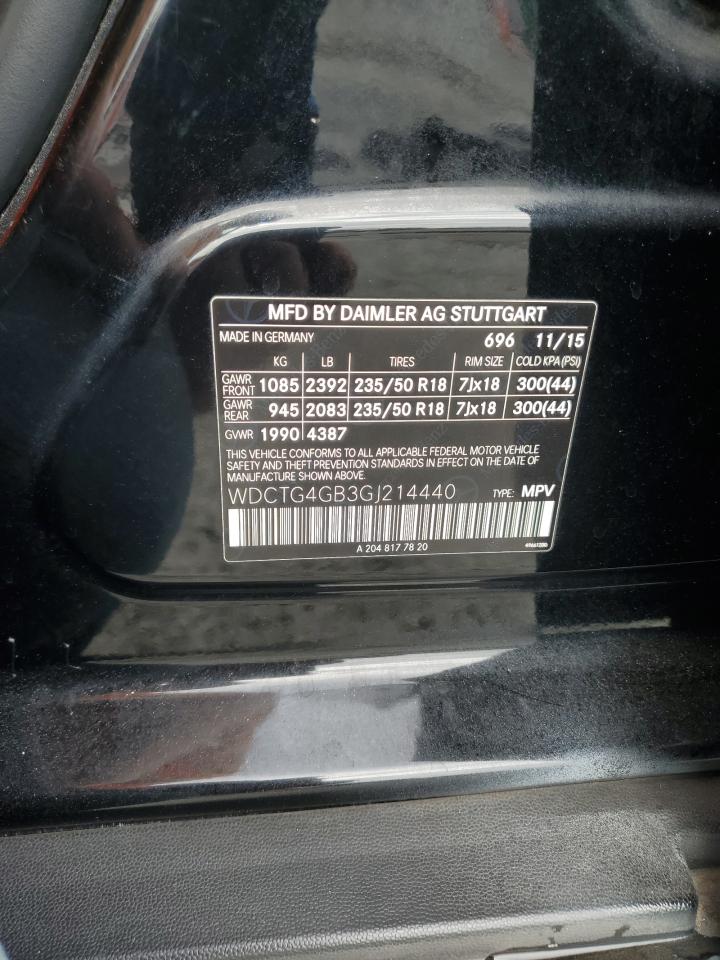 MFD BY DAIMLER AG STUTTGART
MADE IN GERMANY 696 11/15
KG LB TIRES RIM SIZE COLD KPA (PSI)
GAWR FRONT 1085 2392 235/50 R18 7Jx18 300(44)
GAWR REAR 945 2083 235/50 R18 7Jx18 300(44)
GVWR 1990 4387
THIS VEHICLE CONFORMS TO ALL APPLICABLE FEDERAL MOTOR VEHICLE
SAFETY AND THEFT PREVENTION STANDARDS IN EFFECT ON THE DATE OF
MANUFACTURE SHOWN ABOVE.
WDCTG4GB3GJ214440 TYPE: MPV
A 204 817 78 20